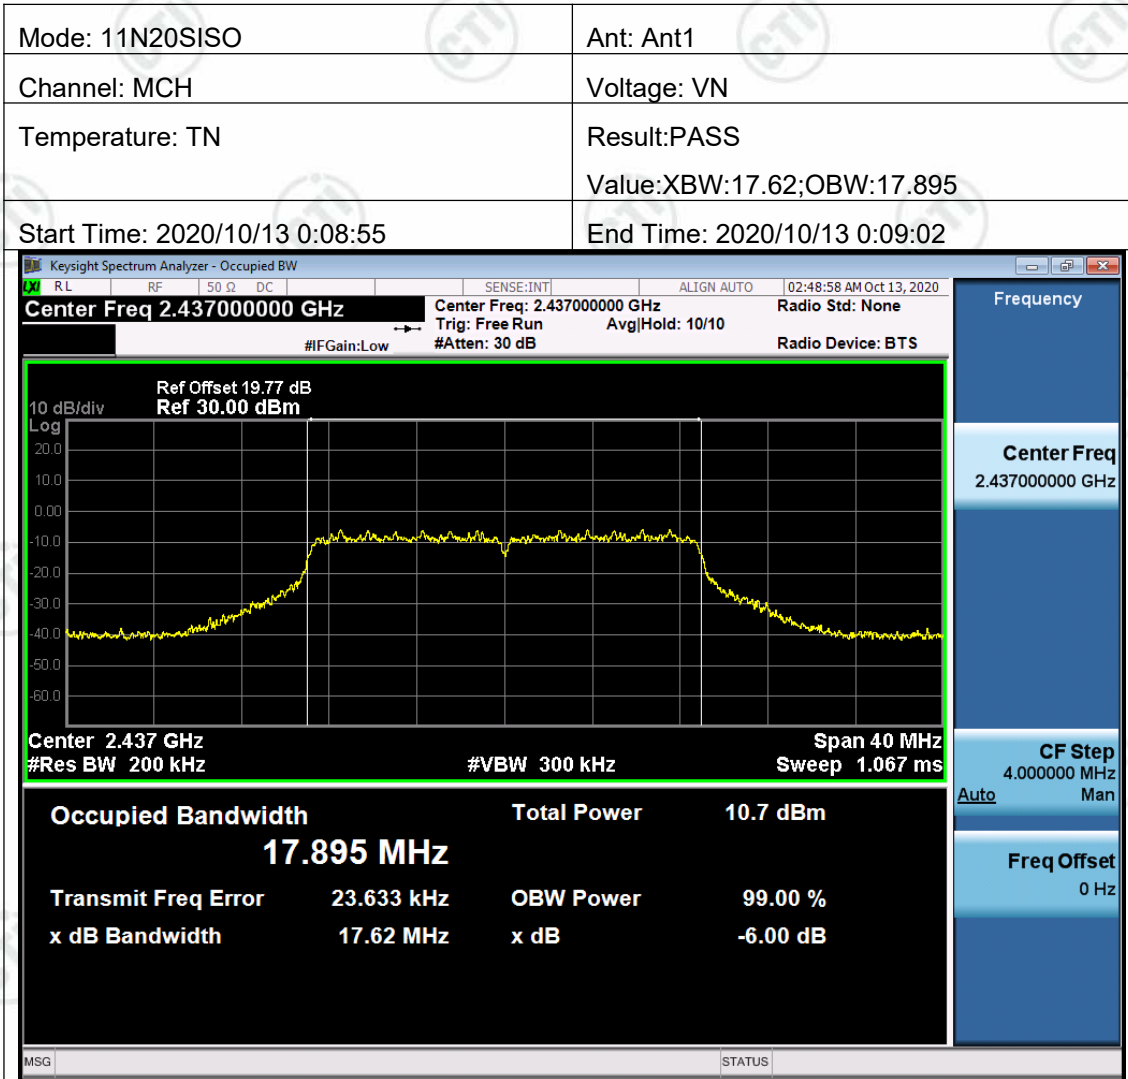 Mode: 11N20SISO Ant: Ant1
Channel: MCH Voltage: VN
Temperature: TN Result:PASS
Value:XBW:17.62;OBW:17.895
Start Time: 2020/10/13 0:08:55 End Time: 2020/10/13 0:09:02
Keysight Spectrum Analyzer - Occupied BW
LXI RL RF 50 Ω DC SENSE:INT ALIGN AUTO 02:48:58 AM Oct 13, 2020
Center Freq 2.437000000 GHz Center Freq: 2.437000000 GHz Radio Std: None Frequency
Trig: Free Run Avg|Hold: 10/10
#IFGain:Low #Atten: 30 dB Radio Device: BTS
Ref Offset 19.77 dB
10 dB/div Ref 30.00 dBm
Log
20.0
10.0
0.00
-10.0
-20.0
-30.0
-40.0
-50.0
-60.0
Center Freq
2.437000000 GHz
Center 2.437 GHz Span 40 MHz
#Res BW 200 kHz #VBW 300 kHz Sweep 1.067 ms
CF Step
4.000000 MHz
Auto Man
Freq Offset
0 Hz
Occupied Bandwidth Total Power 10.7 dBm
17.895 MHz
Transmit Freq Error 23.633 kHz OBW Power 99.00 %
x dB Bandwidth 17.62 MHz x dB -6.00 dB
MSG STATUS
CTI